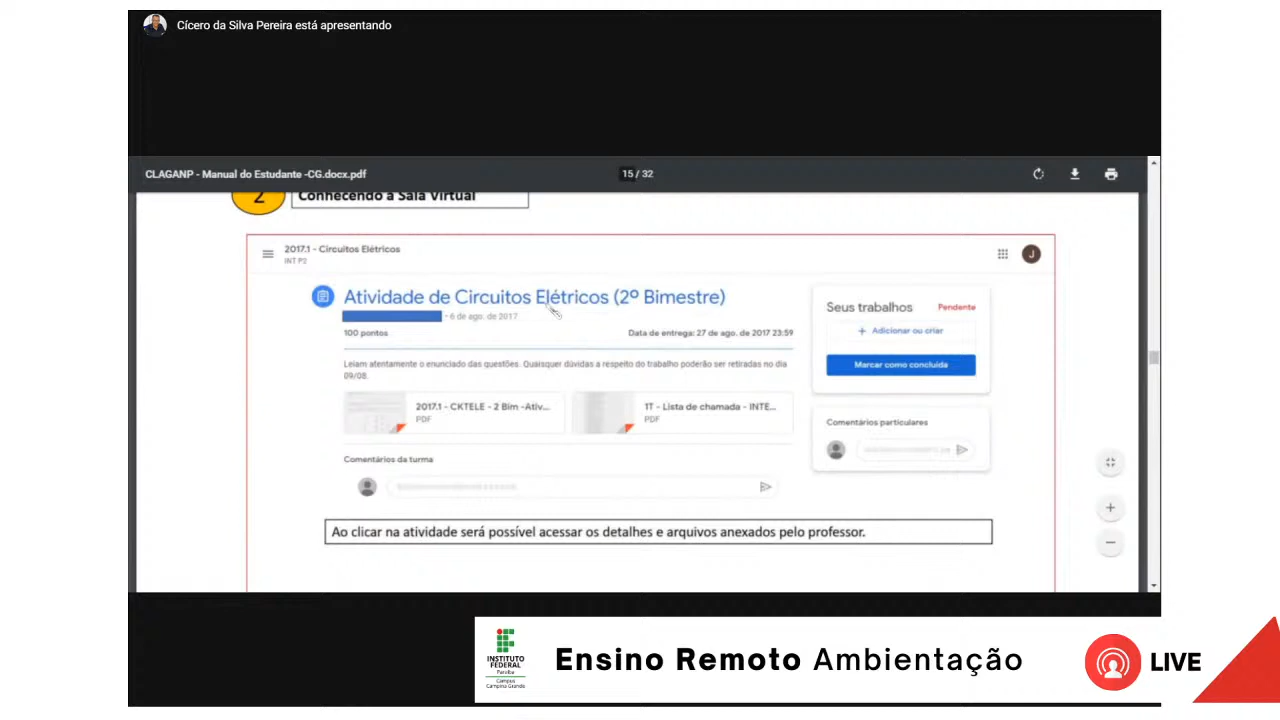 Cícero da Silva Pereira está apresentando
CLAGANP - Manual do Estudante -CG.docx.pdf
15 / 32
2
Conhecendo a Sala Virtual
2017.1 - Circuitos Elétricos
INT P2
J
Atividade de Circuitos Elétricos (2º Bimestre)
- 6 de ago. de 2017
100 pontos
Data de entrega: 27 de ago. de 2017 23:59
Leiam atentamente o enunciado das questões. Quaisquer dúvidas a respeito do trabalho poderão ser retiradas no dia
09/08.
2017.1 - CKTELE - 2 Bim -Ativ...
PDF
1T - Lista de chamada - INTE...
PDF
Comentários da turma
Seus trabalhos
Pendente
+ Adicionar ou criar
Marcar como concluída
Comentários particulares
Ao clicar na atividade será possível acessar os detalhes e arquivos anexados pelo professor.
INSTITUTO
FEDERAL
Paraíba
Campus
Campina Grande
Ensino Remoto Ambientação
LIVE